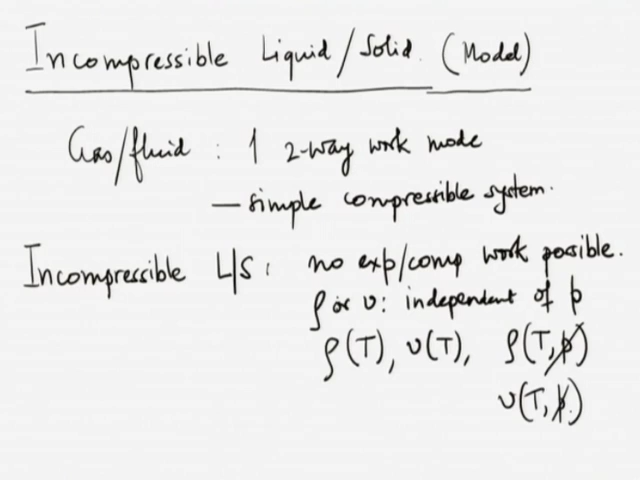 Incompressible Liquid/Solid. (Model)
Gas/fluid : 1 2-way work mode
— simple compressible system.
Incompressible L/S: no exp/comp work possible.
ρ or v: independent of p
ρ(T), v(T), ρ(T,p)
v(T,p)